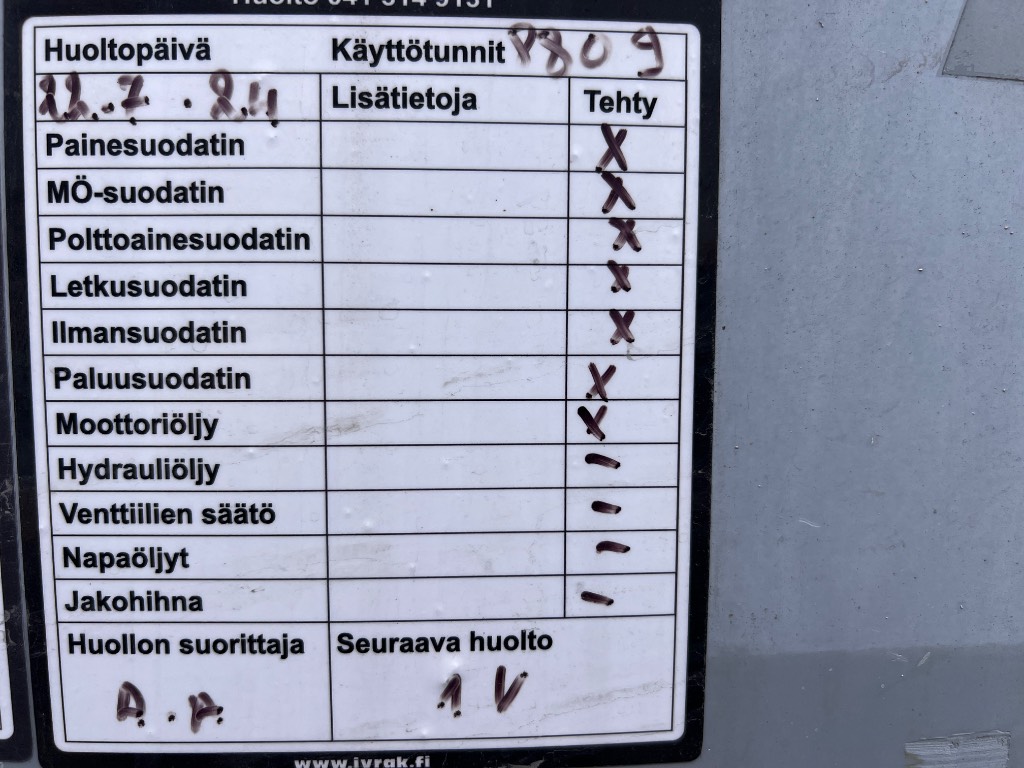 Huoltopäivä Käyttötunnit
22.7.24 Lisätietoja Tehty
Painesuodatin X
MÖ-suodatin X
Polttoainesuodatin X
Letkusuodatin X
Ilmansuodatin X
Paluusuodatin X
Moottoriöljy X
Hydrauliöljy -
Venttiilien säätö -
Napaöljyt -
Jakohihna -
Huollon suorittaja Seuraava huolto
A.A 1 V
www.ivrak.fi